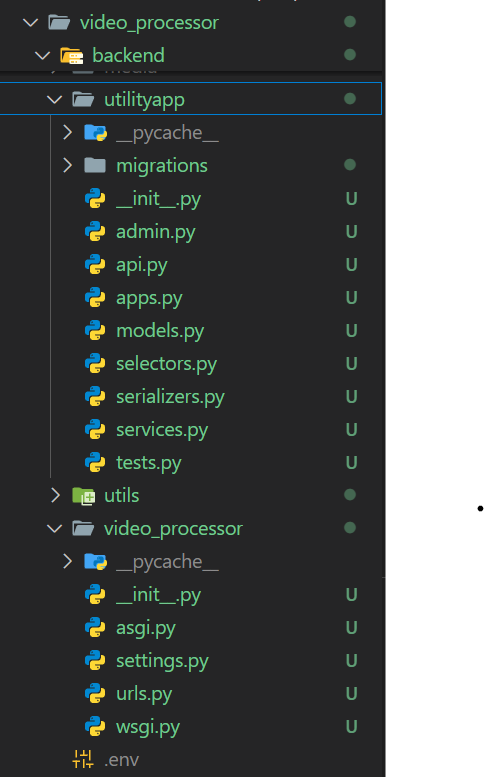 video_processor
backend
media
utilityapp
__pycache__
migrations
__init__.py U
admin.py U
api.py U
apps.py U
models.py U
selectors.py U
serializers.py U
services.py U
tests.py U
utils
video_processor
__pycache__
__init__.py U
asgi.py U
settings.py U
urls.py U
wsgi.py U
.env